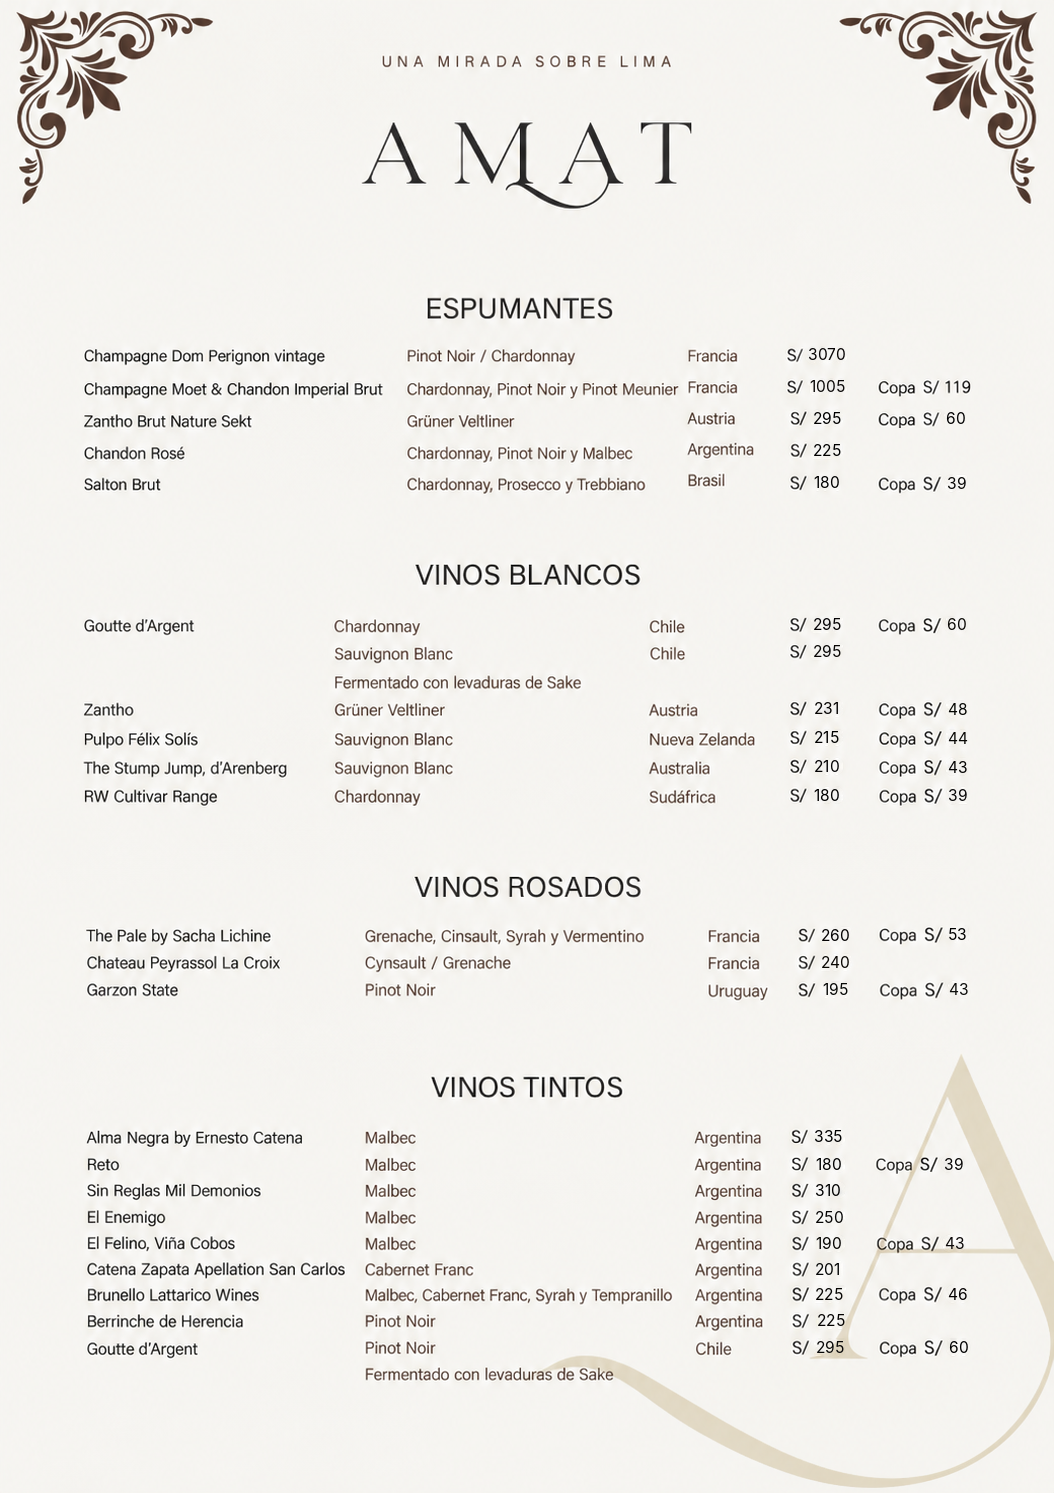 UNA MIRADA SOBRE LIMA
AMAT
ESPUMANTES
Champagne Dom Perignon vintage Pinot Noir / Chardonnay Francia S/ 3070
Champagne Moet & Chandon Imperial Brut Chardonnay, Pinot Noir y Pinot Meunier Francia S/ 1005 Copa S/ 119
Zantho Brut Nature Sekt Grüner Veltliner Austria S/ 295 Copa S/ 60
Chandon Rosé Chardonnay, Pinot Noir y Malbec Argentina S/ 225
Salton Brut Chardonnay, Prosecco y Trebbiano Brasil S/ 180 Copa S/ 39
VINOS BLANCOS
Goutte d’Argent Chardonnay Chile S/ 295 Copa S/ 60
Sauvignon Blanc Chile S/ 295
Fermentado con levaduras de Sake
Zantho Grüner Veltliner Austria S/ 231 Copa S/ 48
Pulpo Félix Solís Sauvignon Blanc Nueva Zelanda S/ 215 Copa S/ 44
The Stump Jump, d’Arenberg Sauvignon Blanc Australia S/ 210 Copa S/ 43
RW Cultivar Range Chardonnay Sudáfrica S/ 180 Copa S/ 39
VINOS ROSADOS
The Pale by Sacha Lichine Grenache, Cinsault, Syrah y Vermentino Francia S/ 260 Copa S/ 53
Chateau Peyrassol La Croix Cynsault / Grenache Francia S/ 240
Garzon State Pinot Noir Uruguay S/ 195 Copa S/ 43
VINOS TINTOS
Alma Negra by Ernesto Catena Malbec Argentina S/ 335
Reto Malbec Argentina S/ 180 Copa S/ 39
Sin Reglas Mil Demonios Malbec Argentina S/ 310
El Enemigo Malbec Argentina S/ 250
El Felino, Viña Cobos Malbec Argentina S/ 190 Copa S/ 43
Catena Zapata Apellation San Carlos Cabernet Franc Argentina S/ 201
Brunello Lattarico Wines Malbec, Cabernet Franc, Syrah y Tempranillo Argentina S/ 225 Copa S/ 46
Berrinche de Herencia Pinot Noir Argentina S/ 225
Goutte d’Argent Pinot Noir Chile S/ 295 Copa S/ 60
Fermentado con levaduras de Sake